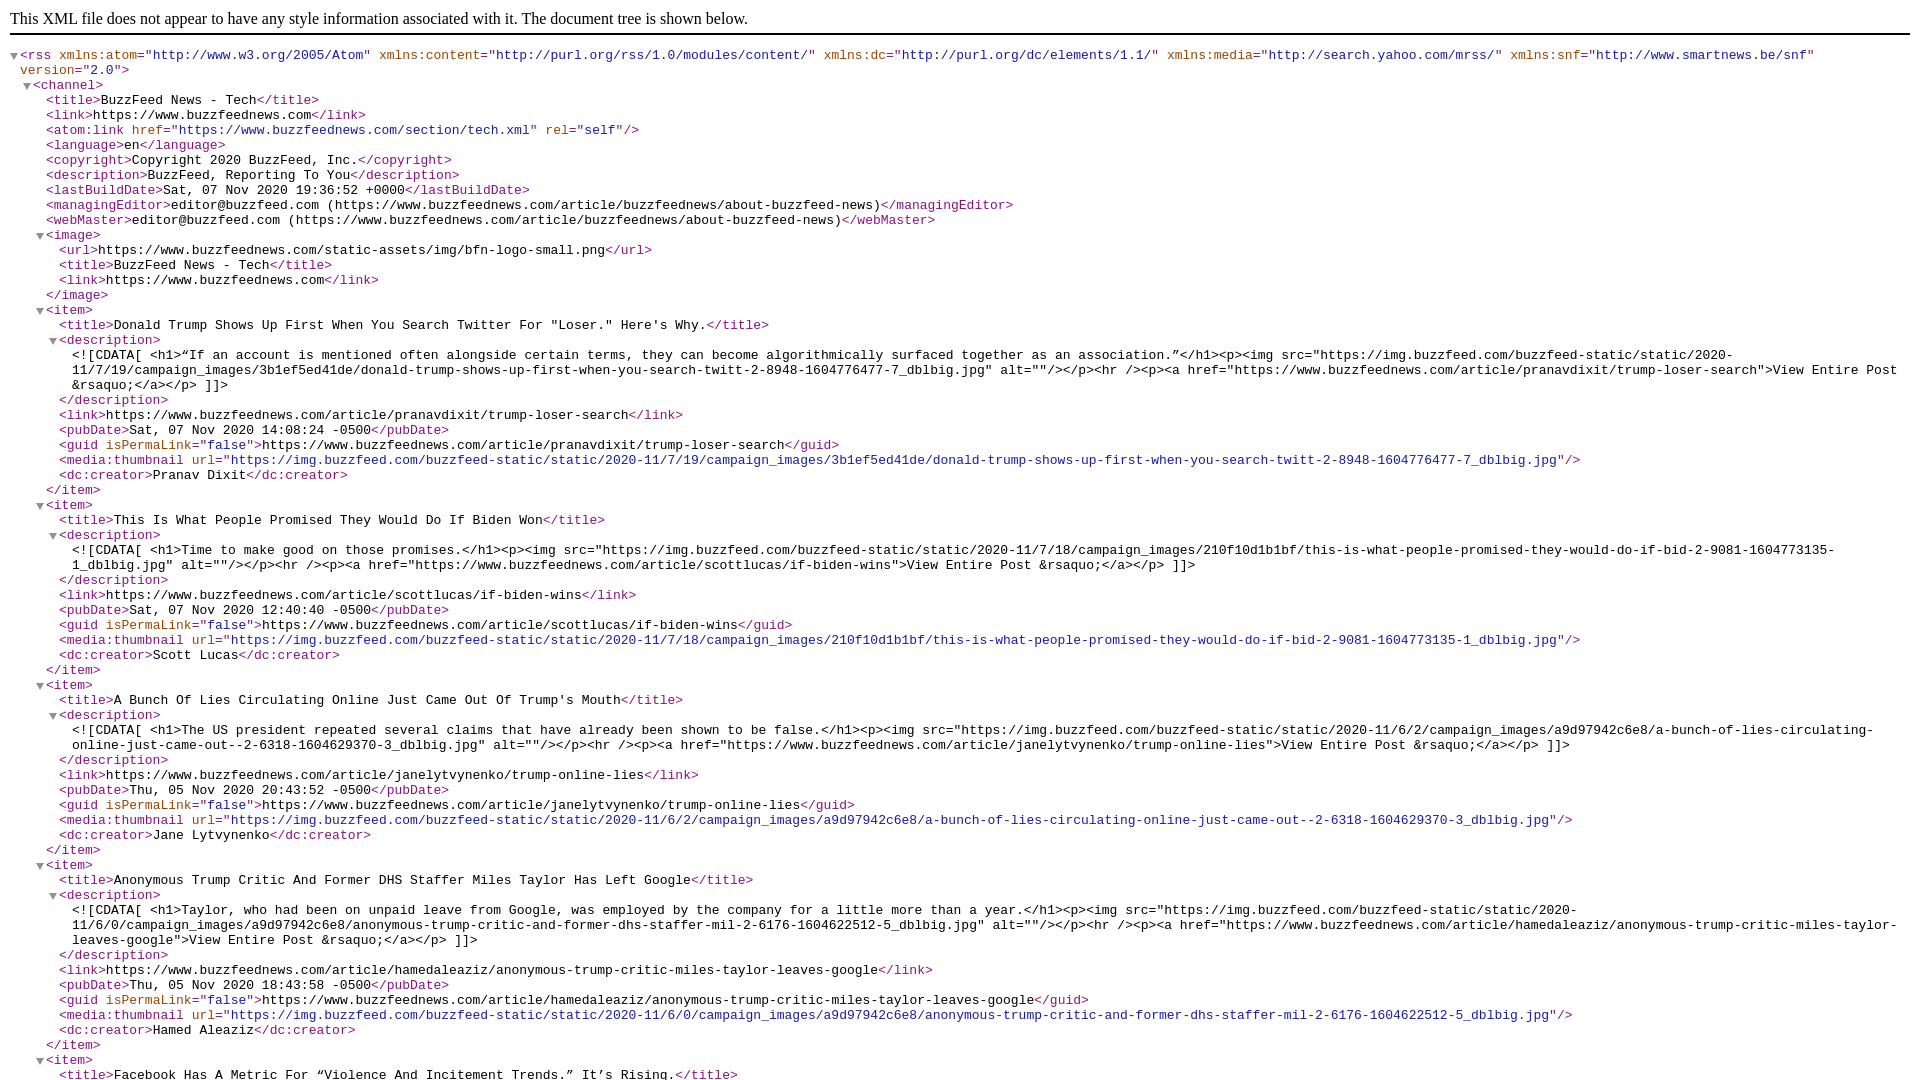 This XML file does not appear to have any style information associated with it. The document tree is shown below.
<rss xmlns:atom="http://www.w3.org/2005/Atom" xmlns:content="http://purl.org/rss/1.0/modules/content/" xmlns:dc="http://purl.org/dc/elements/1.1/" xmlns:media="http://search.yahoo.com/mrss/" xmlns:snf="http://www.smartnews.be/snf"
version="2.0">
<channel>
<title>BuzzFeed News - Tech</title>
<link>https://www.buzzfeednews.com</link>
<atom:link href="https://www.buzzfeednews.com/section/tech.xml" rel="self"/>
<language>en</language>
<copyright>Copyright 2020 BuzzFeed, Inc.</copyright>
<description>BuzzFeed, Reporting To You</description>
<lastBuildDate>Sat, 07 Nov 2020 19:36:52 +0000</lastBuildDate>
<managingEditor>editor@buzzfeed.com (https://www.buzzfeednews.com/article/buzzfeednews/about-buzzfeed-news)</managingEditor>
<webMaster>editor@buzzfeed.com (https://www.buzzfeednews.com/article/buzzfeednews/about-buzzfeed-news)</webMaster>
<image>
<url>https://www.buzzfeednews.com/static-assets/img/bfn-logo-small.png</url>
<title>BuzzFeed News - Tech</title>
<link>https://www.buzzfeednews.com</link>
</image>
<item>
<title>Donald Trump Shows Up First When You Search Twitter For "Loser." Here's Why.</title>
<description>
<![CDATA[ <h1>“If an account is mentioned often alongside certain terms, they can become algorithmically surfaced together as an association.”</h1><p><img src="https://img.buzzfeed.com/buzzfeed-static/static/2020-
11/7/19/campaign_images/3b1ef5ed41de/donald-trump-shows-up-first-when-you-search-twitt-2-8948-1604776477-7_dblbig.jpg" alt=""/></p><hr /><p><a href="https://www.buzzfeednews.com/article/pranavdixit/trump-loser-search">View Entire Post
&rsaquo;</a></p> ]]>
</description>
<link>https://www.buzzfeednews.com/article/pranavdixit/trump-loser-search</link>
<pubDate>Sat, 07 Nov 2020 14:08:24 -0500</pubDate>
<guid isPermaLink="false">https://www.buzzfeednews.com/article/pranavdixit/trump-loser-search</guid>
<media:thumbnail url="https://img.buzzfeed.com/buzzfeed-static/static/2020-11/7/19/campaign_images/3b1ef5ed41de/donald-trump-shows-up-first-when-you-search-twitt-2-8948-1604776477-7_dblbig.jpg"/>
<dc:creator>Pranav Dixit</dc:creator>
</item>
<item>
<title>This Is What People Promised They Would Do If Biden Won</title>
<description>
<![CDATA[ <h1>Time to make good on those promises.</h1><p><img src="https://img.buzzfeed.com/buzzfeed-static/static/2020-11/7/18/campaign_images/210f10d1b1bf/this-is-what-people-promised-they-would-do-if-bid-2-9081-1604773135-
1_dblbig.jpg" alt=""/></p><hr /><p><a href="https://www.buzzfeednews.com/article/scottlucas/if-biden-wins">View Entire Post &rsaquo;</a></p> ]]>
</description>
<link>https://www.buzzfeednews.com/article/scottlucas/if-biden-wins</link>
<pubDate>Sat, 07 Nov 2020 12:40:40 -0500</pubDate>
<guid isPermaLink="false">https://www.buzzfeednews.com/article/scottlucas/if-biden-wins</guid>
<media:thumbnail url="https://img.buzzfeed.com/buzzfeed-static/static/2020-11/7/18/campaign_images/210f10d1b1bf/this-is-what-people-promised-they-would-do-if-bid-2-9081-1604773135-1_dblbig.jpg"/>
<dc:creator>Scott Lucas</dc:creator>
</item>
<item>
<title>A Bunch Of Lies Circulating Online Just Came Out Of Trump's Mouth</title>
<description>
<![CDATA[ <h1>The US president repeated several claims that have already been shown to be false.</h1><p><img src="https://img.buzzfeed.com/buzzfeed-static/static/2020-11/6/2/campaign_images/a9d97942c6e8/a-bunch-of-lies-circulating-
online-just-came-out--2-6318-1604629370-3_dblbig.jpg" alt=""/></p><hr /><p><a href="https://www.buzzfeednews.com/article/janelytvynenko/trump-online-lies">View Entire Post &rsaquo;</a></p> ]]>
</description>
<link>https://www.buzzfeednews.com/article/janelytvynenko/trump-online-lies</link>
<pubDate>Thu, 05 Nov 2020 20:43:52 -0500</pubDate>
<guid isPermaLink="false">https://www.buzzfeednews.com/article/janelytvynenko/trump-online-lies</guid>
<media:thumbnail url="https://img.buzzfeed.com/buzzfeed-static/static/2020-11/6/2/campaign_images/a9d97942c6e8/a-bunch-of-lies-circulating-online-just-came-out--2-6318-1604629370-3_dblbig.jpg"/>
<dc:creator>Jane Lytvynenko</dc:creator>
</item>
<item>
<title>Anonymous Trump Critic And Former DHS Staffer Miles Taylor Has Left Google</title>
<description>
<![CDATA[ <h1>Taylor, who had been on unpaid leave from Google, was employed by the company for a little more than a year.</h1><p><img src="https://img.buzzfeed.com/buzzfeed-static/static/2020-
11/6/0/campaign_images/a9d97942c6e8/anonymous-trump-critic-and-former-dhs-staffer-mil-2-6176-1604622512-5_dblbig.jpg" alt=""/></p><hr /><p><a href="https://www.buzzfeednews.com/article/hamedaleaziz/anonymous-trump-critic-miles-taylor-
leaves-google">View Entire Post &rsaquo;</a></p> ]]>
</description>
<link>https://www.buzzfeednews.com/article/hamedaleaziz/anonymous-trump-critic-miles-taylor-leaves-google</link>
<pubDate>Thu, 05 Nov 2020 18:43:58 -0500</pubDate>
<guid isPermaLink="false">https://www.buzzfeednews.com/article/hamedaleaziz/anonymous-trump-critic-miles-taylor-leaves-google</guid>
<media:thumbnail url="https://img.buzzfeed.com/buzzfeed-static/static/2020-11/6/0/campaign_images/a9d97942c6e8/anonymous-trump-critic-and-former-dhs-staffer-mil-2-6176-1604622512-5_dblbig.jpg"/>
<dc:creator>Hamed Aleaziz</dc:creator>
</item>
<item>
<title>Facebook Has A Metric For “Violence And Incitement Trends.” It’s Rising.</title>